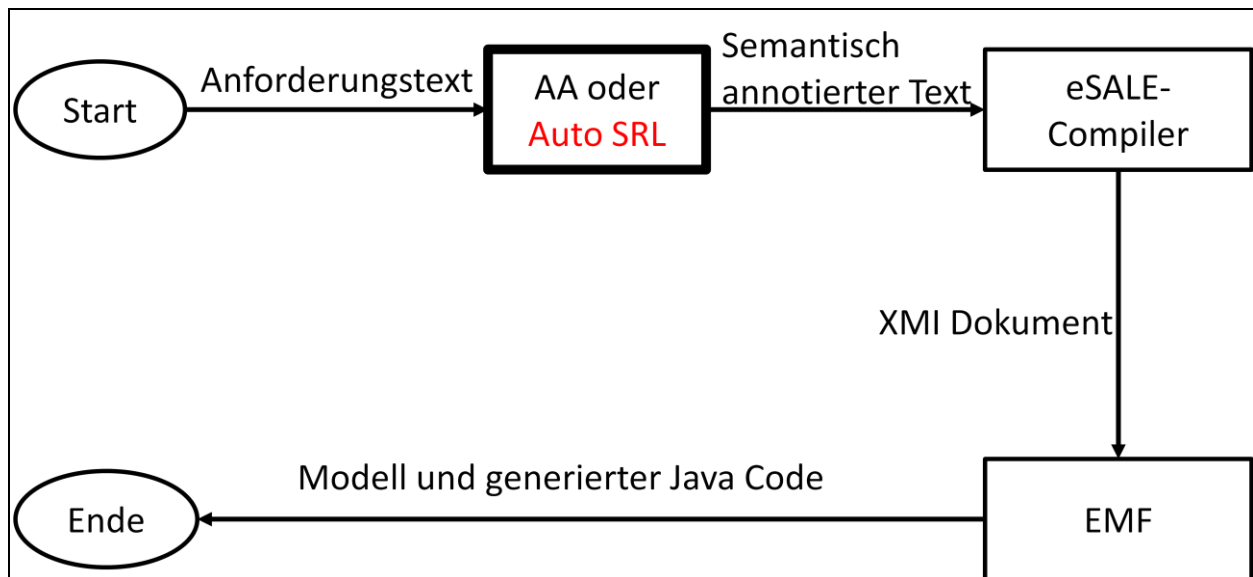 Start
Anforderungstext
AA oder
Auto SRL
Semantisch
annotierter Text
eSALE-
Compiler
XMI Dokument
EMF
Modell und generierter Java Code
Ende